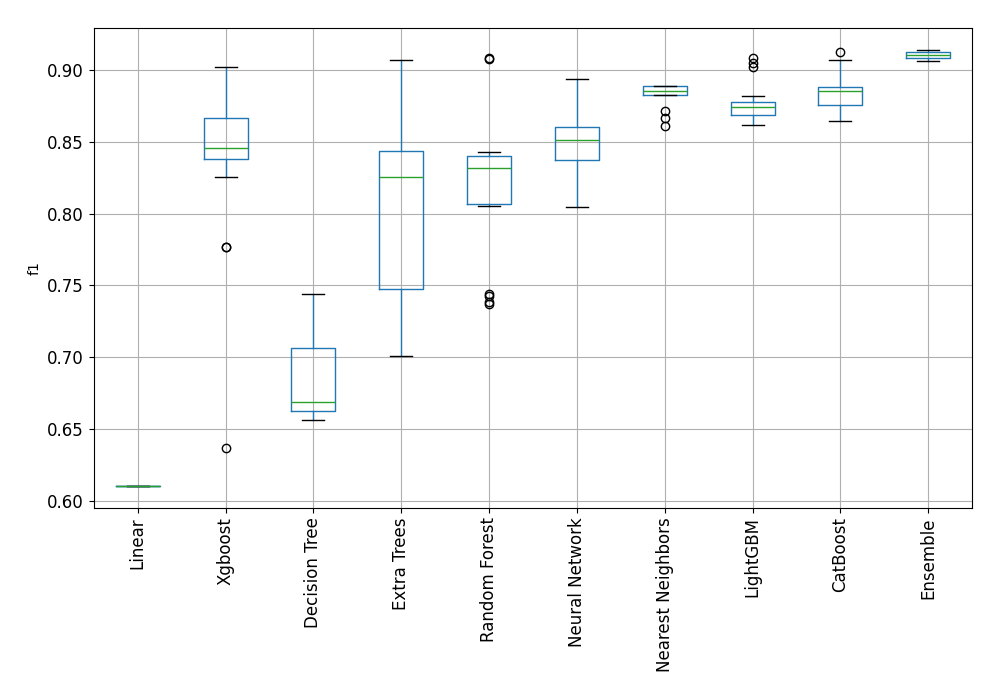 0.90
0.85
0.80
0.75
0.70
0.65
0.60
f1
Linear
Xgboost
Decision Tree
Extra Trees
Random Forest
Neural Network
Nearest Neighbors
LightGBM
CatBoost
Ensemble